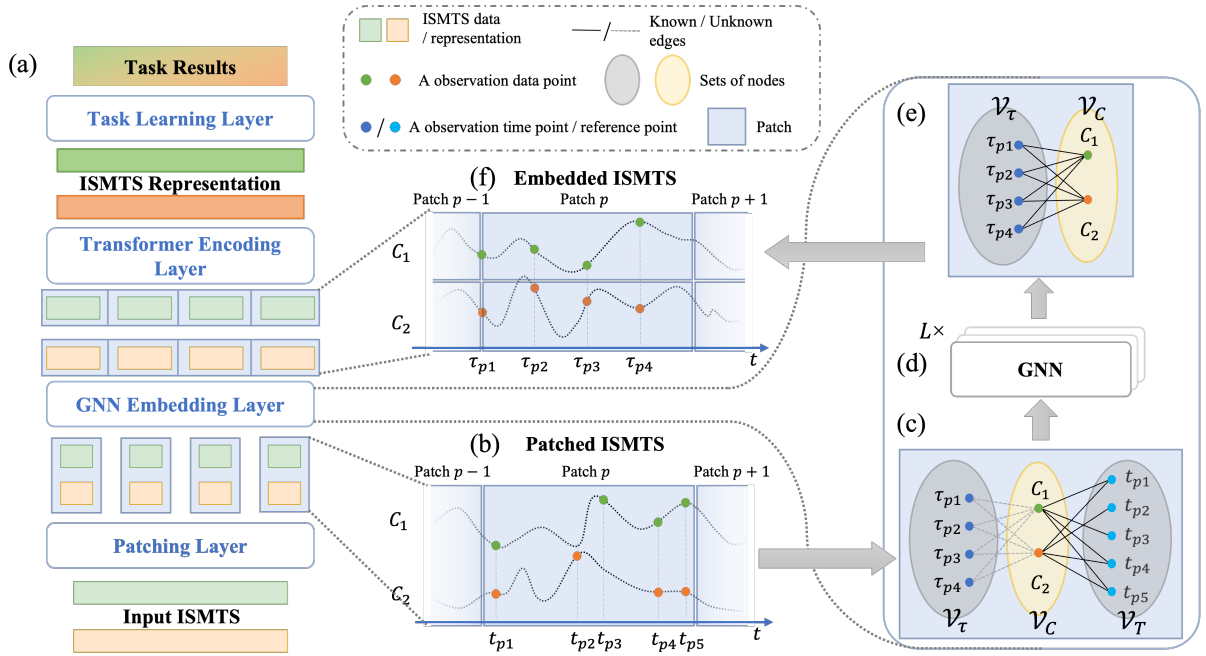 (a)
Task Results
Task Learning Layer
ISMTS Representation
Transformer Encoding
Layer
GNN Embedding Layer
Patching Layer
Input ISMTS
ISMTS data
/ representation
Known / Unknown
edges
A observation data point
Sets of nodes
A observation time point / reference point
Patch
(f)
Embedded ISMTS
Patch p − 1
Patch p
Patch p + 1
C₁
C₂
t
τₚ₁ τₚ₂ τₚ₃ τₚ₄
(b)
Patched ISMTS
Patch p − 1
Patch p
Patch p + 1
C₁
C₂
t
tₚ₁ tₚ₂ tₚ₃ tₚ₄ tₚ₅
(e)
𝒱τ
𝒱C
τₚ₁
τₚ₂
τₚ₃
τₚ₄
C₁
C₂
L×
(d)
GNN
(c)
τₚ₁
τₚ₂
τₚ₃
τₚ₄
C₁
C₂
tₚ₁
tₚ₂
tₚ₃
tₚ₄
tₚ₅
𝒱τ
𝒱C
𝒱T